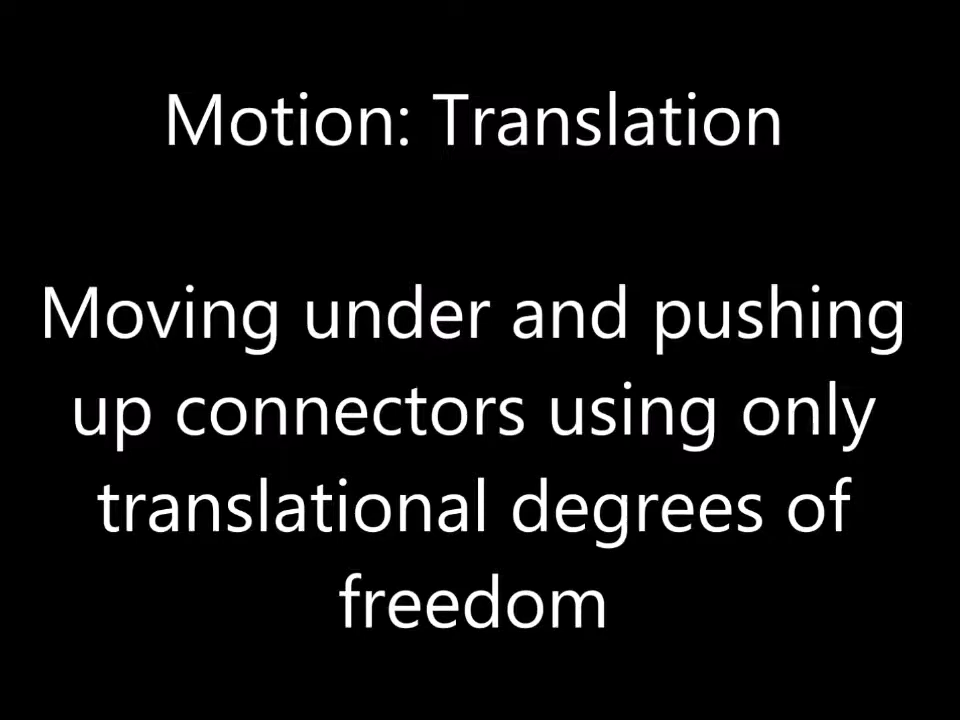 Motion: Translation
Moving under and pushing
up connectors using only
translational degrees of
freedom